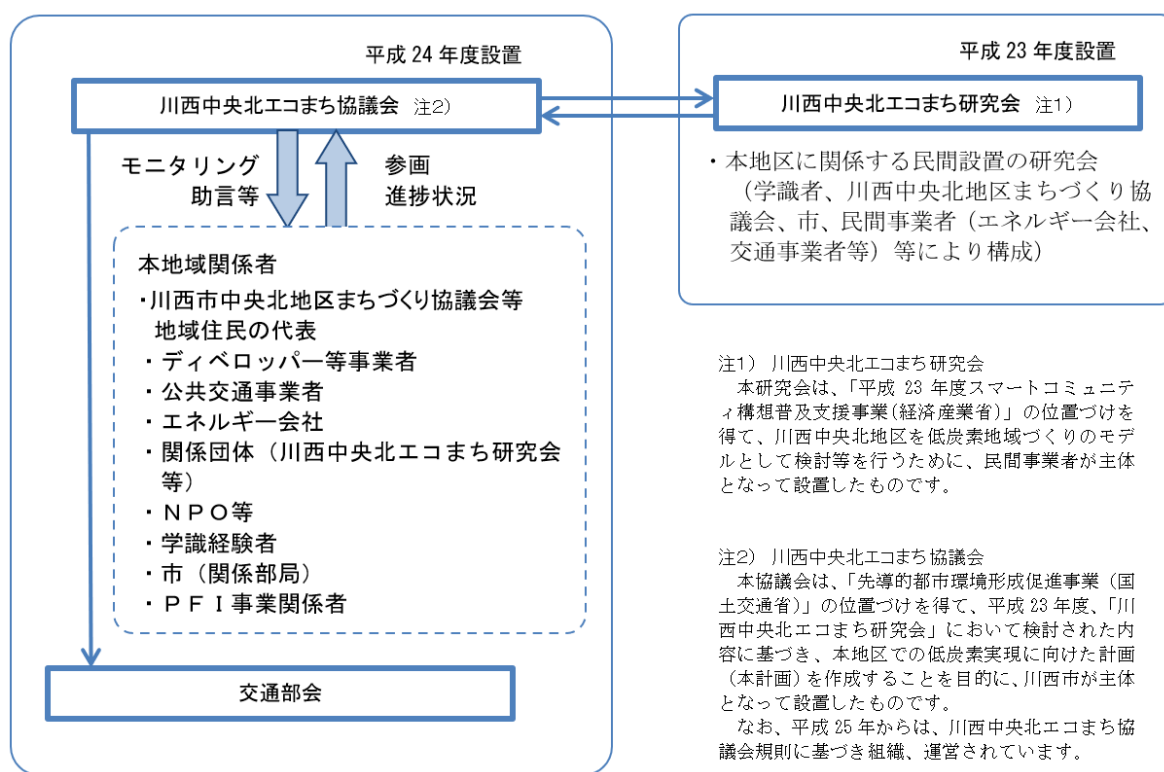 平成 24 年度設置
川西中央北エコまち協議会 注2)
モニタリング
助言等
参画
進捗状況
本地域関係者
・川西市中央北地区まちづくり協議会等
地域住民の代表
・ディベロッパー等事業者
・公共交通事業者
・エネルギー会社
・関係団体（川西中央北エコまち研究会
等）
・ＮＰＯ等
・学識経験者
・市（関係部局）
・ＰＦＩ事業関係者
交通部会
平成 23 年度設置
川西中央北エコまち研究会 注1)
・本地区に関係する民間設置の研究会
（学識者、川西中央北地区まちづくり協
議会、市、民間事業者（エネルギー会社、
交通事業者等）等により構成）
注1） 川西中央北エコまち研究会
本研究会は、「平成 23 年度スマートコミュニテ
ィ構想普及支援事業(経済産業省)」の位置づけを
得て、川西中央北地区を低炭素地域づくりのモデ
ルとして検討等を行うために、民間事業者が主体
となって設置したものです。
注2） 川西中央北エコまち協議会
本協議会は、「先導的都市環境形成促進事業（国
土交通省)」の位置づけを得て、平成 23 年度、「川
西中央北エコまち研究会」において検討された内
容に基づき、本地区での低炭素実現に向けた計画
（本計画)を作成することを目的に、川西市が主体
となって設置したものです。
なお、平成 25 年からは、川西中央北エコまち協
議会規則に基づき組織、運営されています。